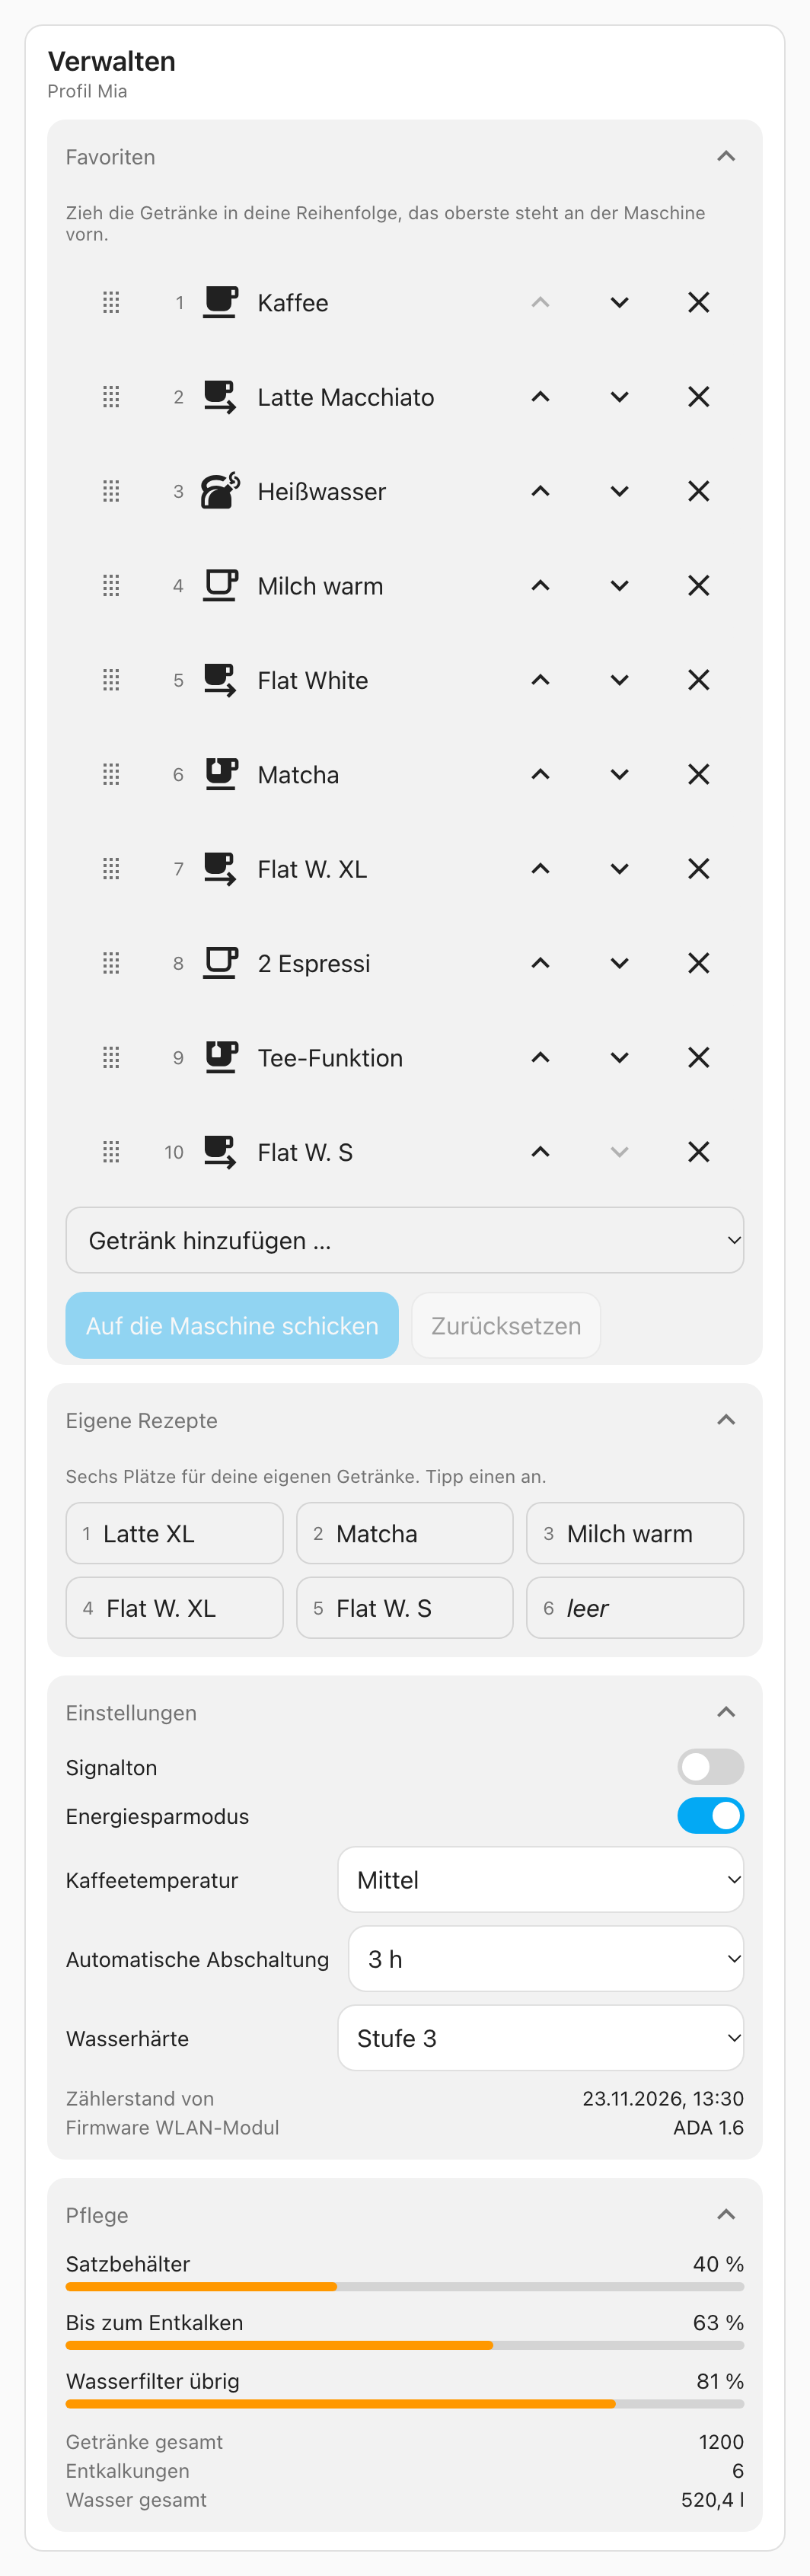 Verwalten
Profil Mia
Favoriten
Zieh die Getränke in deine Reihenfolge, das oberste steht an der Maschine
vorn.
1 Kaffee
2 Latte Macchiato
3 Heißwasser
4 Milch warm
5 Flat White
6 Matcha
7 Flat W. XL
8 2 Espressi
9 Tee-Funktion
10 Flat W. S
Getränk hinzufügen ...
Auf die Maschine schicken Zurücksetzen
Eigene Rezepte
Sechs Plätze für deine eigenen Getränke. Tipp einen an.
1 Latte XL 2 Matcha 3 Milch warm
4 Flat W. XL 5 Flat W. S 6 leer
Einstellungen
Signalton
Energiesparmodus
Kaffeetemperatur Mittel
Automatische Abschaltung 3 h
Wasserhärte Stufe 3
Zählerstand von 23.11.2026, 13:30
Firmware WLAN-Modul ADA 1.6
Pflege
Satzbehälter 40 %
Bis zum Entkalken 63 %
Wasserfilter übrig 81 %
Getränke gesamt 1200
Entkalkungen 6
Wasser gesamt 520,4 l